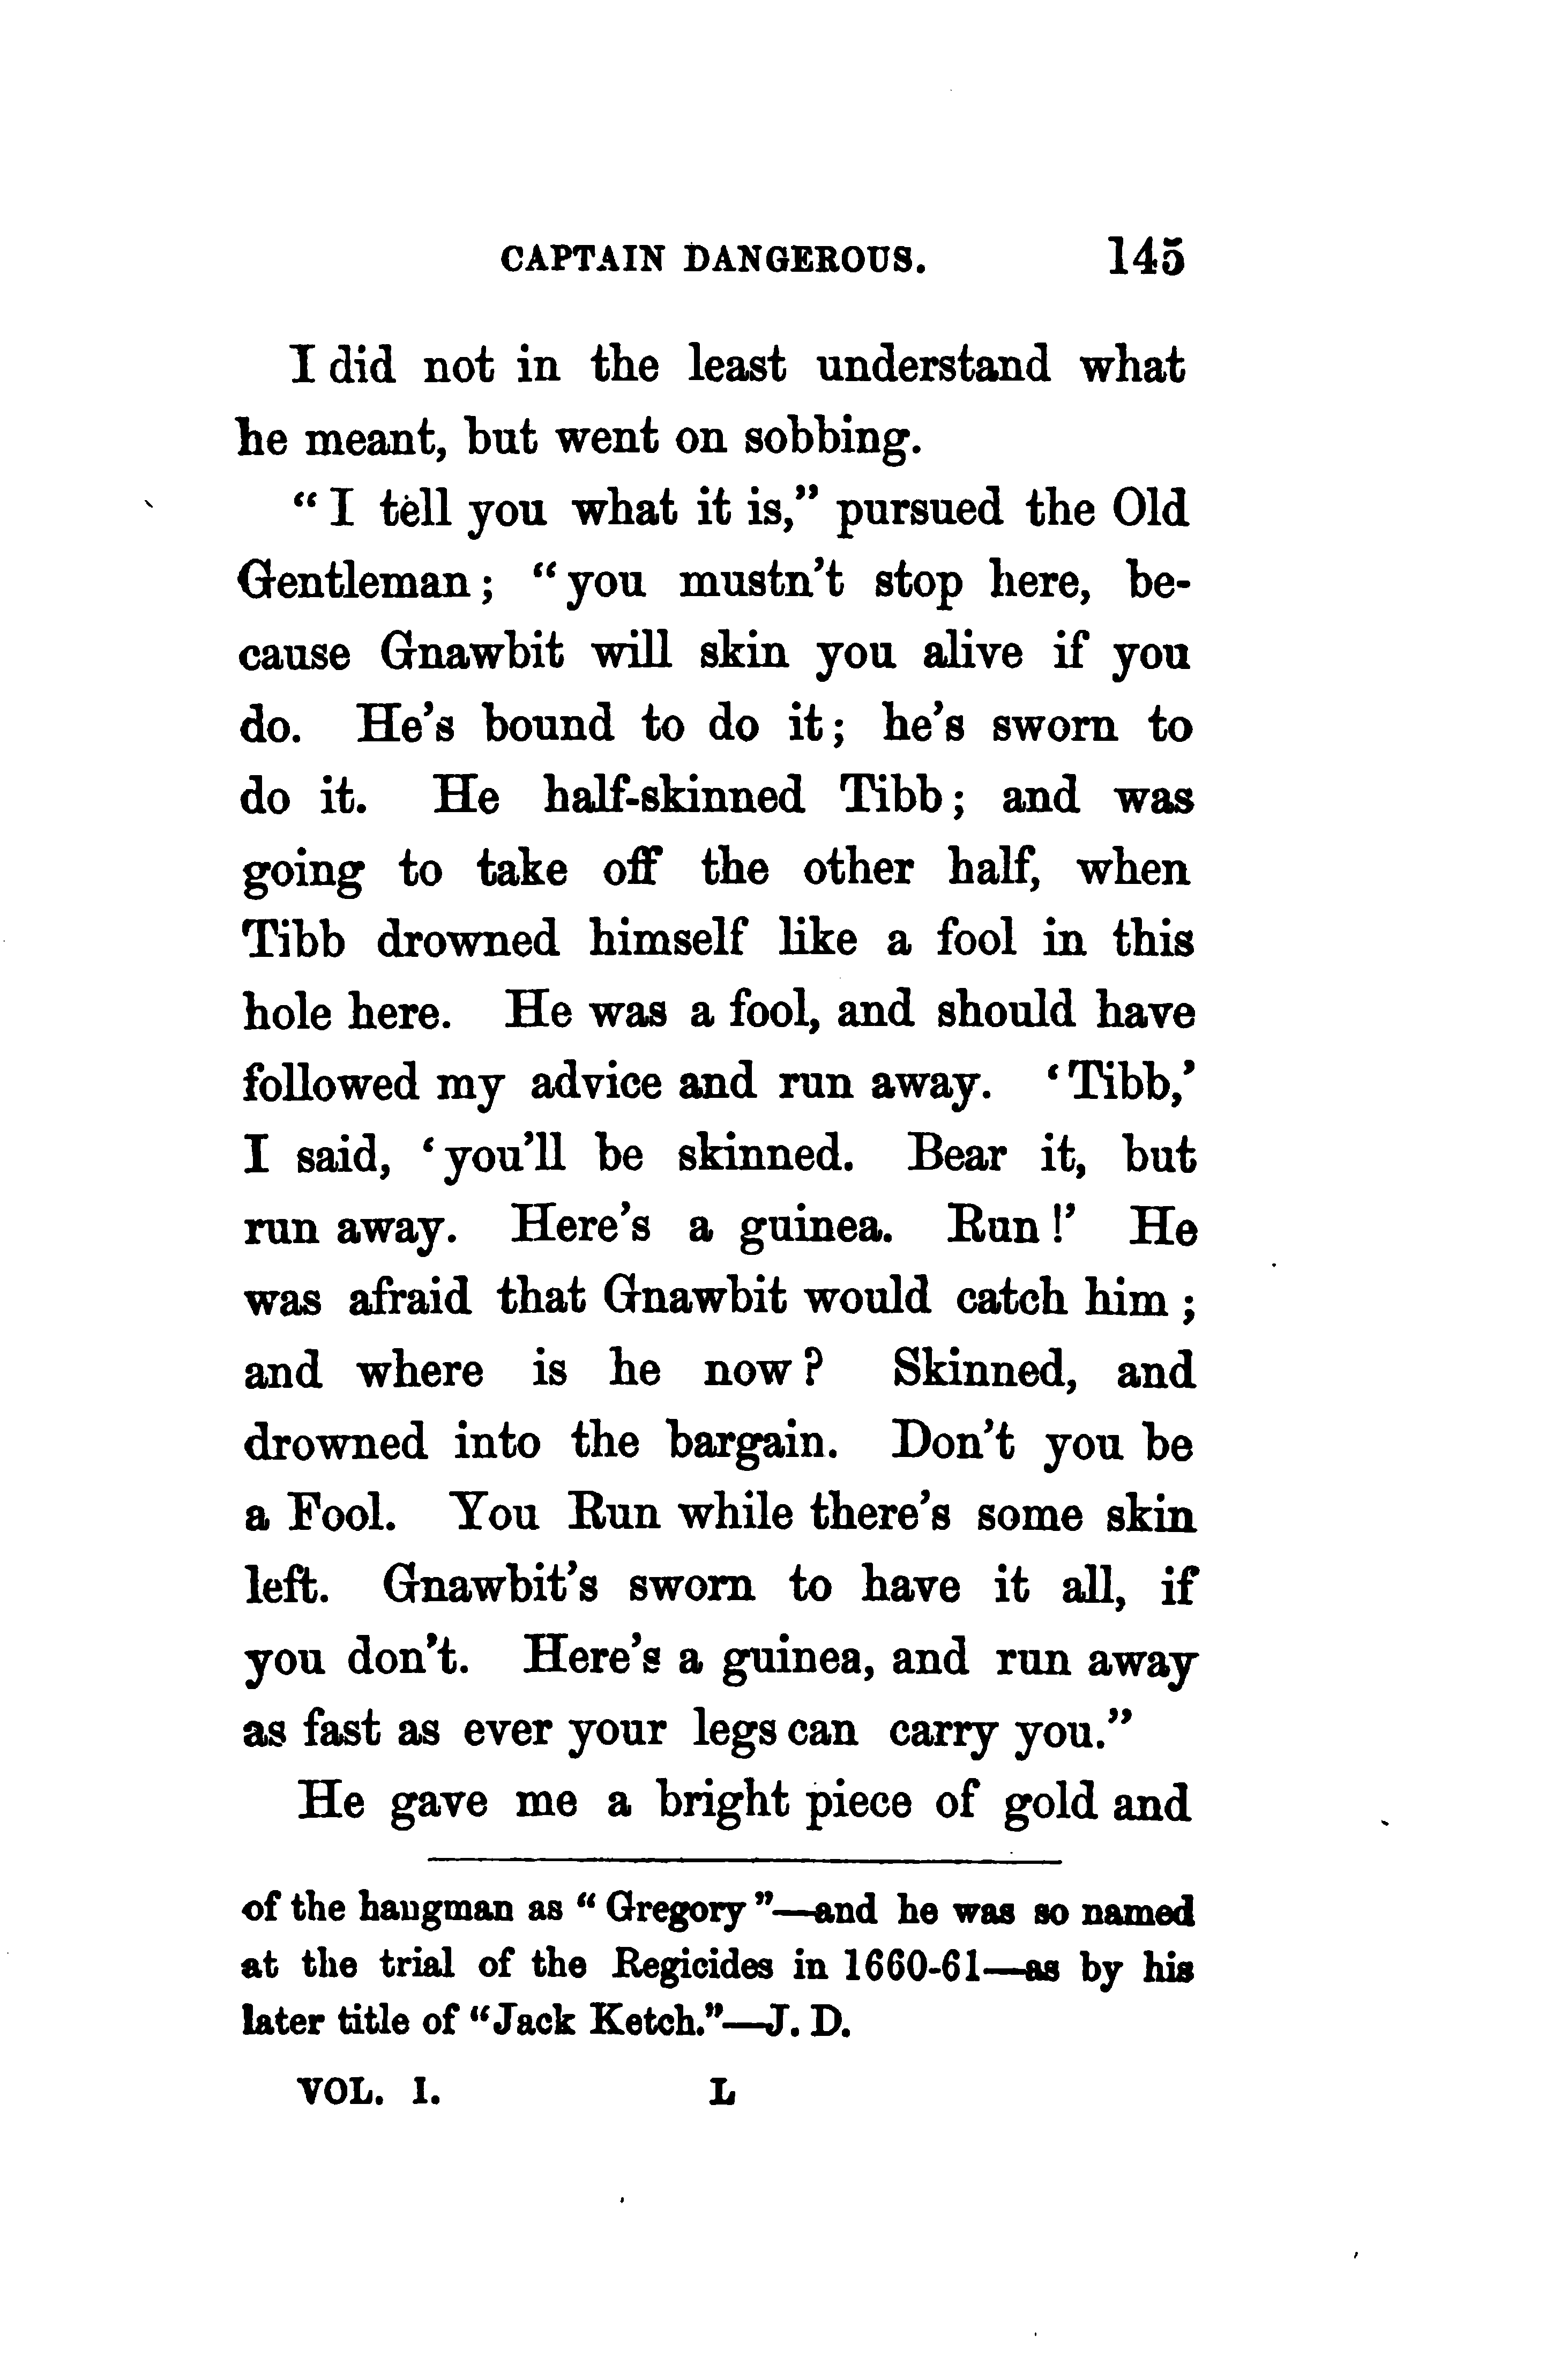 CAPTAIN DANGEROUS. 145
I did not in the least understand what
he meant, but went on sobbing.
“I tell you what it is,” pursued the Old
Gentleman; “you mustn’t stop here, be-
cause Gnawbit will skin you alive if you
do. He’s bound to do it; he’s sworn to
do it. He half-skinned Tibb; and was
going to take off the other half, when
Tibb drowned himself like a fool in this
hole here. He was a fool, and should have
followed my advice and run away. ‘Tibb,’
I said, ‘you’ll be skinned. Bear it, but
run away. Here’s a guinea. Run!’ He
was afraid that Gnawbit would catch him;
and where is he now? Skinned, and
drowned into the bargain. Don’t you be
a Fool. You Run while there’s some skin
left. Gnawbit’s sworn to have it all, if
you don’t. Here’s a guinea, and run away
as fast as ever your legs can carry you.”
He gave me a bright piece of gold and
of the hangman as “Gregory”—and he was so named
at the trial of the Regicides in 1660-61—as by his
later title of “Jack Ketch.”—J. D.
VOL. I. L